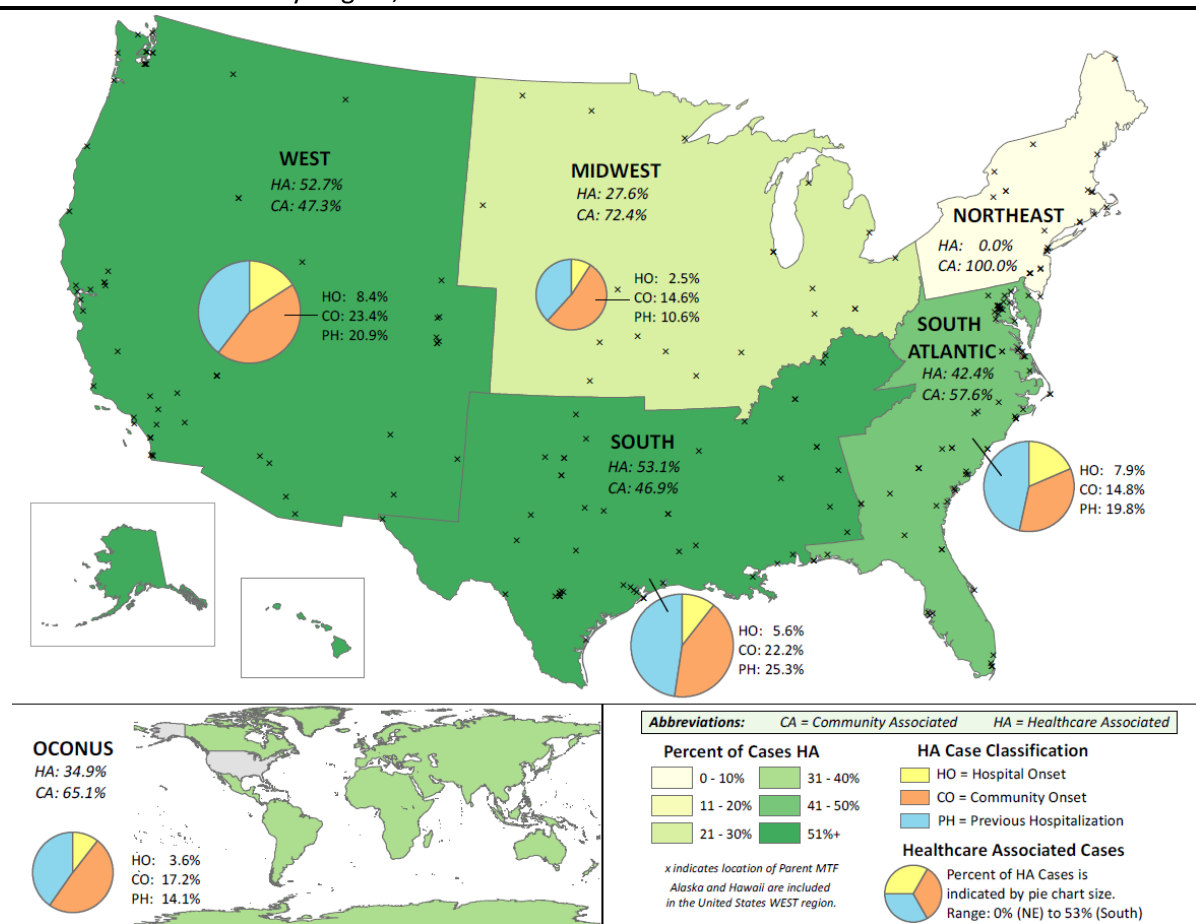 WEST
HA: 52.7%
CA: 47.3%
HO: 8.4%
CO: 23.4%
PH: 20.9%
MIDWEST
HA: 27.6%
CA: 72.4%
HO: 2.5%
CO: 14.6%
PH: 10.6%
NORTHEAST
HA: 0.0%
CA: 100.0%
SOUTH
ATLANTIC
HA: 42.4%
CA: 57.6%
HO: 7.9%
CO: 14.8%
PH: 19.8%
SOUTH
HA: 53.1%
CA: 46.9%
HO: 5.6%
CO: 22.2%
PH: 25.3%
OCONUS
HA: 34.9%
CA: 65.1%
HO: 3.6%
CO: 17.2%
PH: 14.1%
Abbreviations: CA = Community Associated HA = Healthcare Associated
Percent of Cases HA
0 - 10%
11 - 20%
21 - 30%
31 - 40%
41 - 50%
51%+
x indicates location of Parent MTF
Alaska and Hawaii are included
in the United States WEST region.
HA Case Classification
HO = Hospital Onset
CO = Community Onset
PH = Previous Hospitalization
Healthcare Associated Cases
Percent of HA Cases is
indicated by pie chart size.
Range: 0% (NE) to 53% (South)